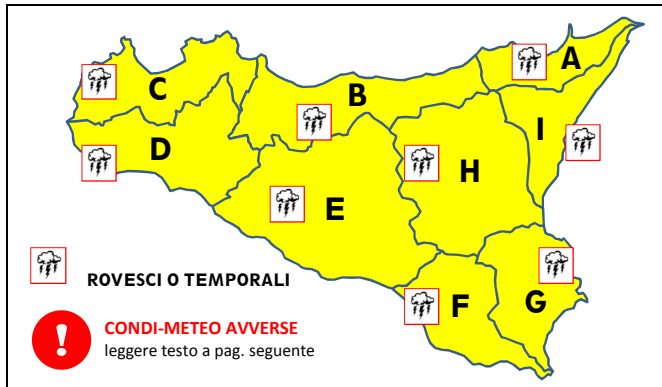 A
C
B
I
D
H
E
F
G
ROVESCI O TEMPORALI
!
CONDI-METEO AVVERSE
leggere testo a pag. seguente